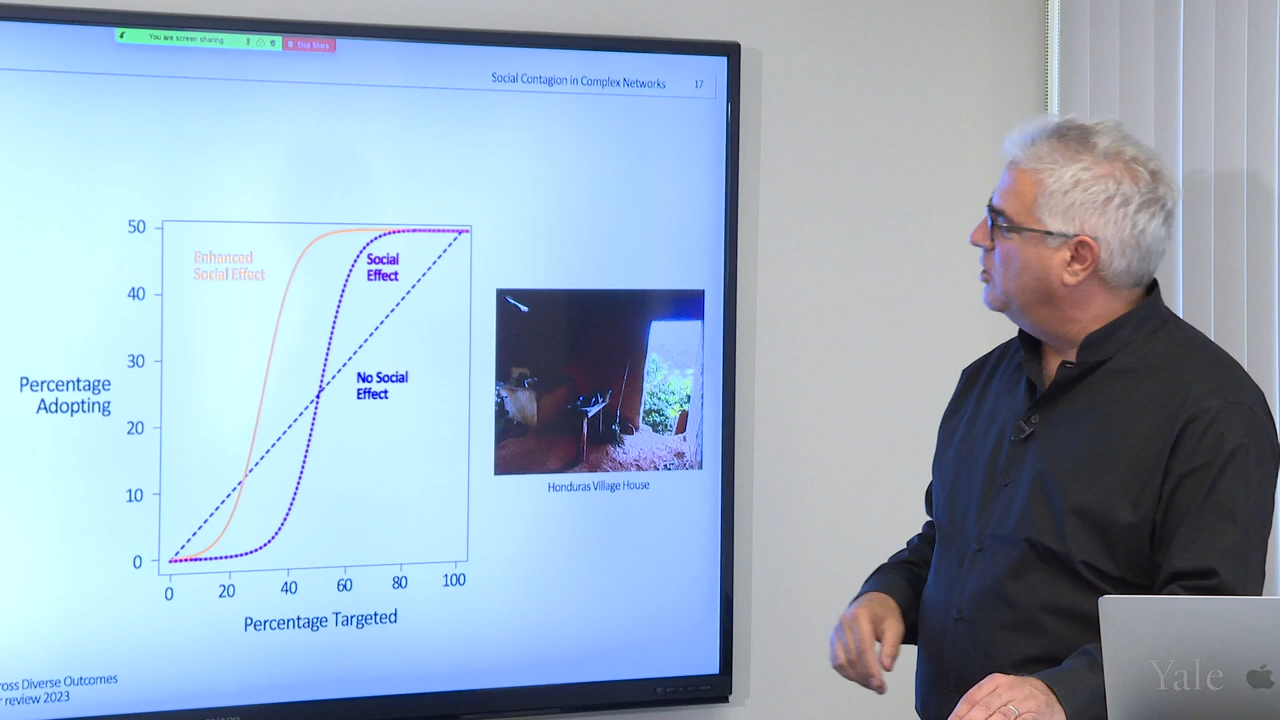 You are screen sharing
Stop Share
Social Contagion in Complex Networks 17
50
40
30
20
10
0
Percentage
Adopting
Enhanced
Social Effect
Social
Effect
No Social
Effect
0 20 40 60 80 100
Percentage Targeted
Honduras Village House
ross Diverse Outcomes
r review 2023
Yale